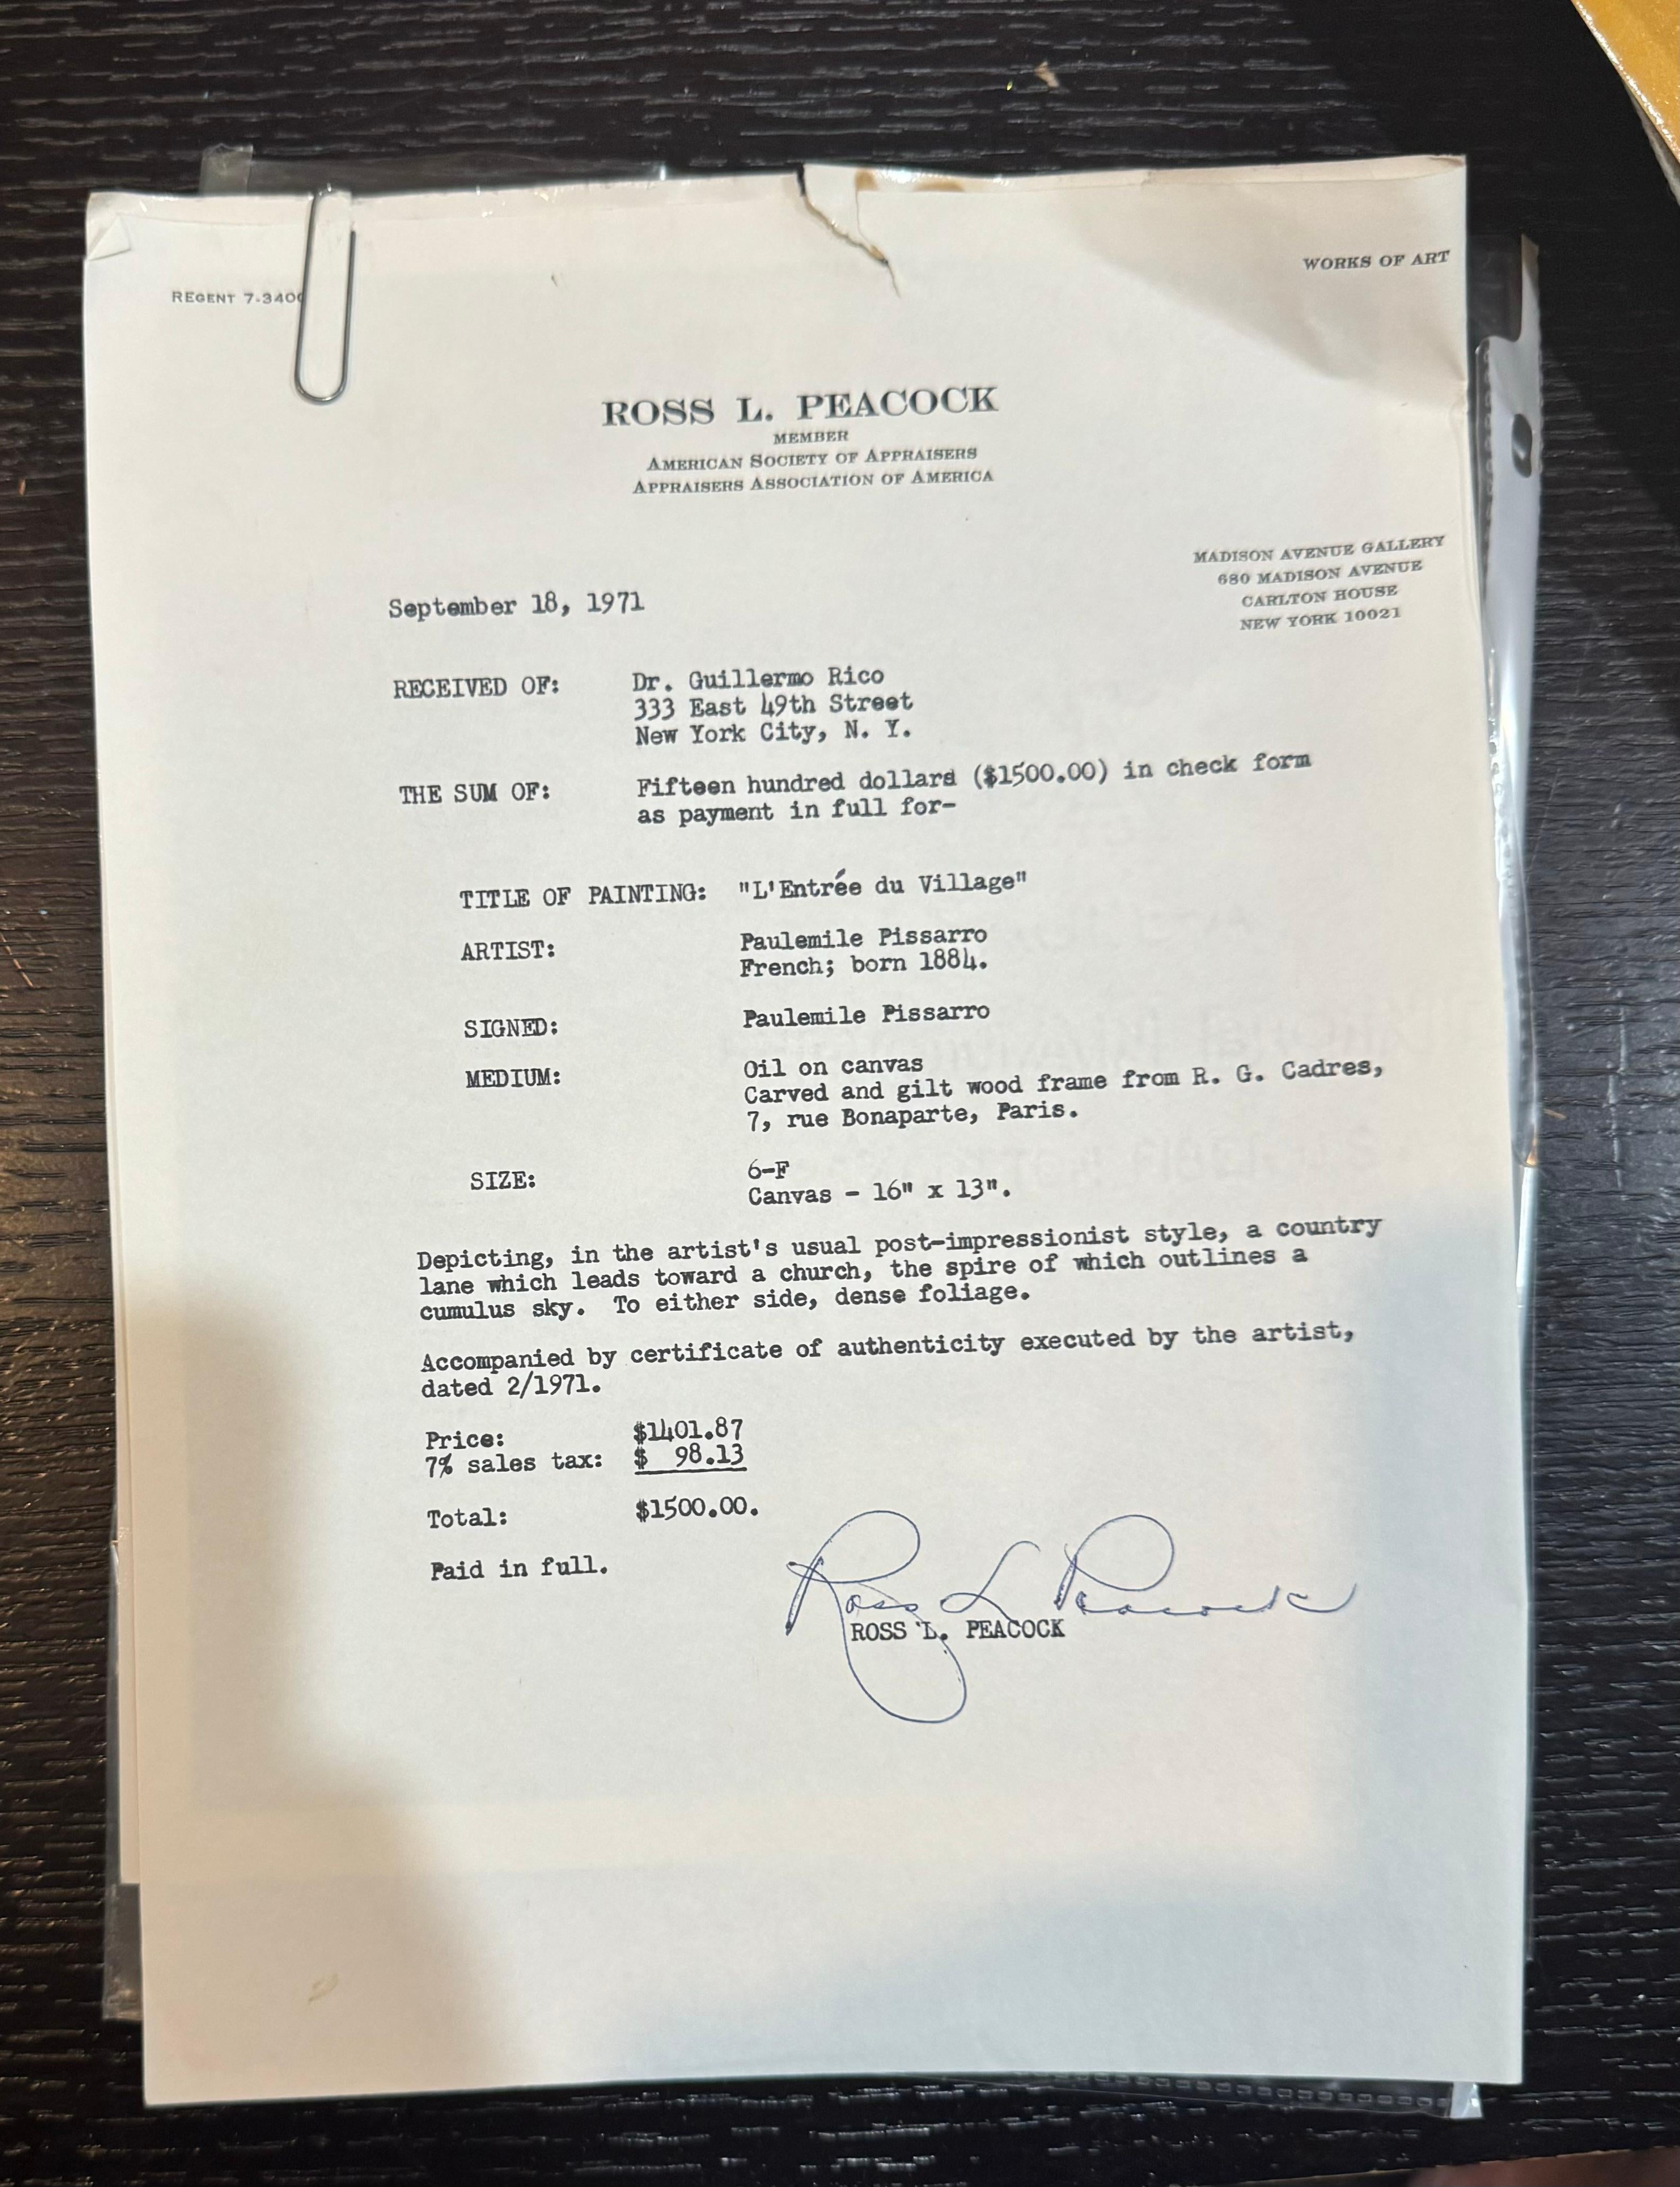 WORKS OF ART
REGENT 7-3400
ROSS L. PEACOCK
MEMBER
AMERICAN SOCIETY OF APPRAISERS
APPRAISERS ASSOCIATION OF AMERICA
MADISON AVENUE GALLERY
680 MADISON AVENUE
CARLTON HOUSE
NEW YORK 10021
September 18, 1971
RECEIVED OF: Dr. Guillermo Rico
333 East 49th Street
New York City, N. Y.
THE SUM OF: Fifteen hundred dollars ($1500.00) in check form
as payment in full for-
TITLE OF PAINTING: "L'Entrée du Village"
ARTIST: Paulemile Pissarro
French; born 1884.
SIGNED: Paulemile Pissarro
MEDIUM: Oil on canvas
Carved and gilt wood frame from R. G. Cadres,
7, rue Bonaparte, Paris.
SIZE: 6-F
Canvas - 16" x 13".
Depicting, in the artist's usual post-impressionist style, a country
lane which leads toward a church, the spire of which outlines a
cumulus sky. To either side, dense foliage.
Accompanied by certificate of authenticity executed by the artist,
dated 2/1971.
Price: $1401.87
7% sales tax: $ 98.13
Total: $1500.00.
Paid in full.
Ross L Peacock
ROSS L. PEACOCK